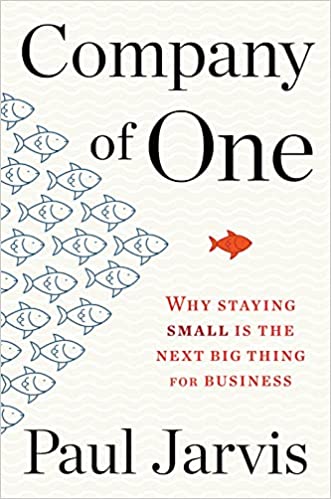 Company
of One
WHY STAYING
SMALL IS THE
NEXT BIG THING
FOR BUSINESS
Paul Jarvis